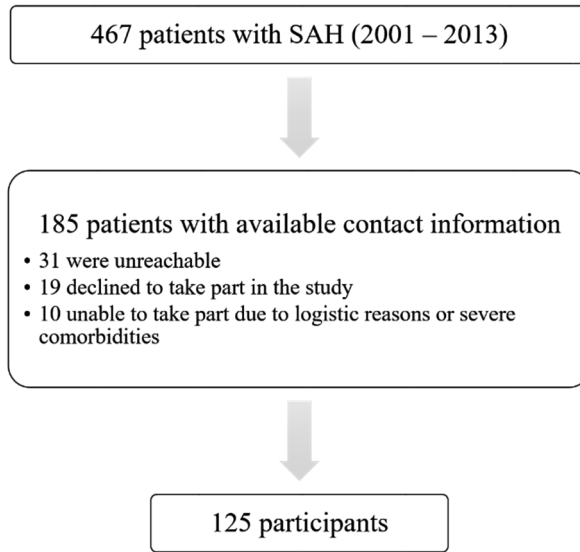 467 patients with SAH (2001 – 2013)
185 patients with available contact information
• 31 were unreachable
• 19 declined to take part in the study
• 10 unable to take part due to logistic reasons or severe
comorbidities
125 participants